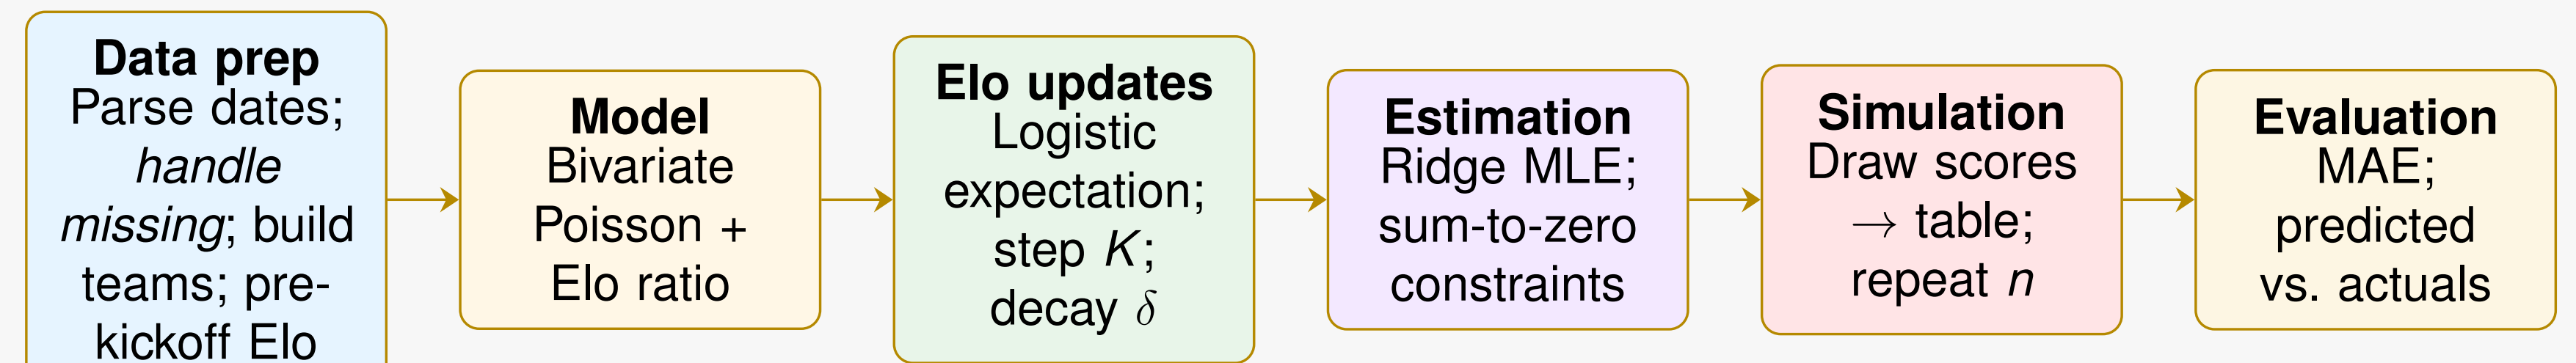 Data prep
Parse dates;
handle
missing; build
teams; pre-
kickoff Elo
Model
Bivariate
Poisson +
Elo ratio
Elo updates
Logistic
expectation;
step K;
decay δ
Estimation
Ridge MLE;
sum-to-zero
constraints
Simulation
Draw scores
→ table;
repeat n
Evaluation
MAE;
predicted
vs. actuals